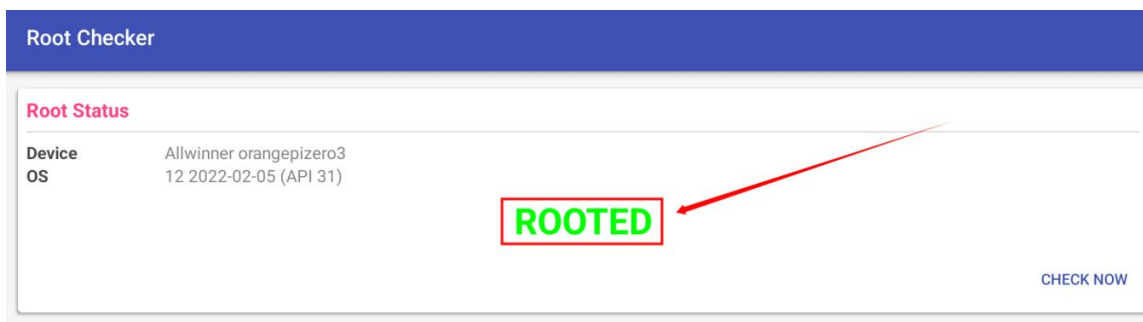 Root Checker
Root Status
Device Allwinner orangepizero3
OS 12 2022-02-05 (API 31)
ROOTED
CHECK NOW